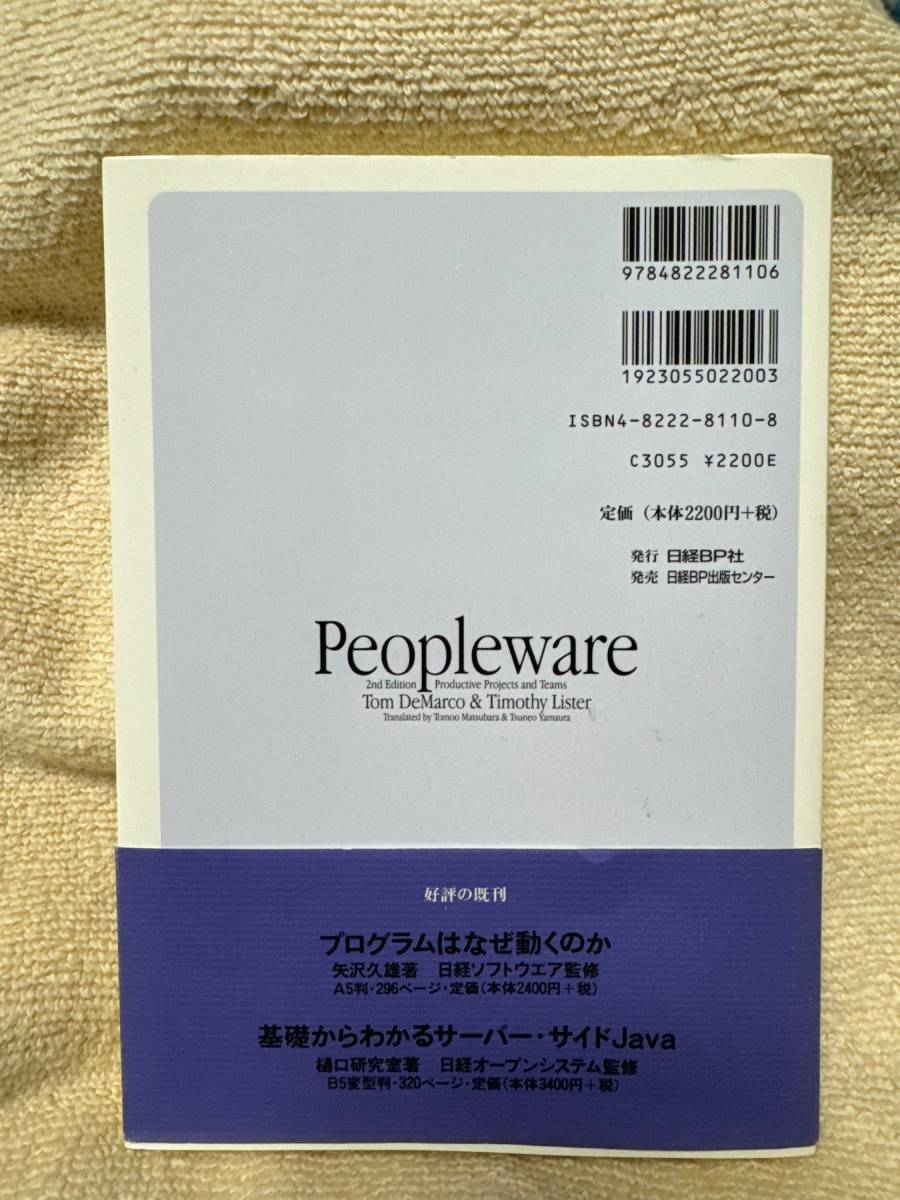 9784822281106
1923055022003
ISBN4-8222-8110-8
C3055 ¥2200E
定価（本体2200円+税）
発行 日経BP社
発売 日経BP出版センター
Peopleware
2nd Edition Productive Projects and Teams
Tom DeMarco & Timothy Lister
Translated by Tomoo Matsubara & Tsuneo Yamaura
好評の既刊
プログラムはなぜ動くのか
矢沢久雄著 日経ソフトウエア監修
A5判・296ページ・定価（本体2400円＋税）
基礎からわかるサーバー・サイドJava
樋口研究室著 日経オープンシステム監修
B5変型判・320ページ・定価（本体3400円＋税）